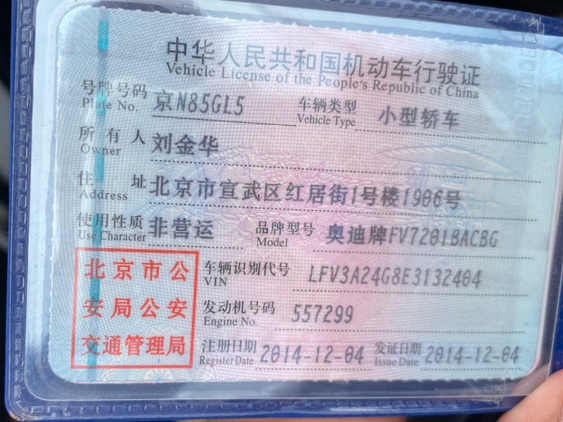 中华人民共和国机动车行驶证
Vehicle License of the People's Republic of China
号牌号码 京N85GL5 车辆类型 小型轿车
Plate No. Vehicle Type
所有人 刘金华
Owner
住址 北京市宣武区红居街1号楼1906号
Address
使用性质 非营运 品牌型号 奥迪牌FV7201BACBG
Use Character Model
北京市公安局公安交通管理局
车辆识别代号 LFV3A24G8E3132404
VIN
发动机号码 557299
Engine No.
注册日期 2014-12-04 发证日期 2014-12-04
Register Date Issue Date